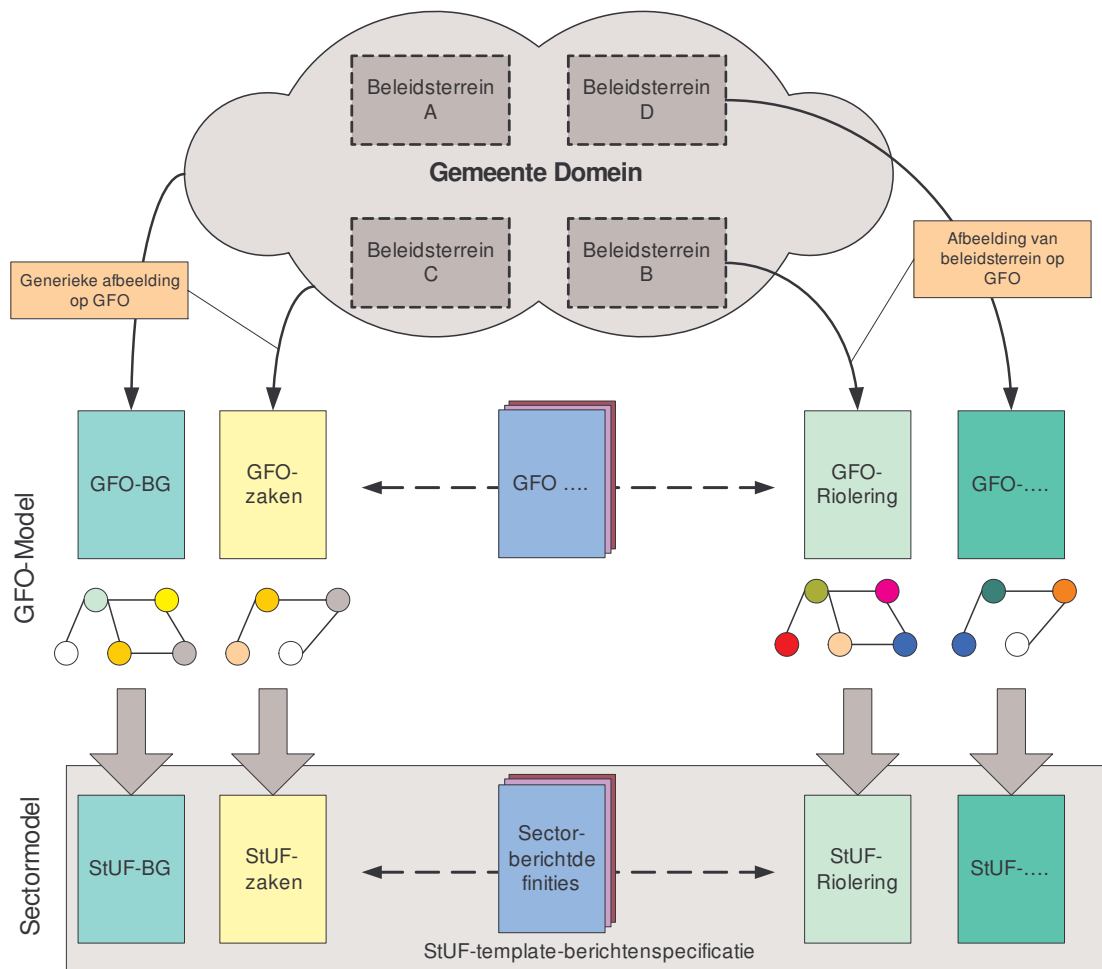 Beleidsterrein
A
Beleidsterrein
D
Gemeente Domein
Beleidsterrein
C
Beleidsterrein
B
Generieke afbeelding
op GFO
Afbeelding van
beleidsterrein op
GFO
GFO-Model
GFO-BG
GFO-
zaken
GFO ....
GFO-
Riolering
GFO-....
Sectormodel
StUF-BG
StUF-
zaken
Sector-
berichtde
finities
StUF-
Riolering
StUF-....
StUF-template-berichtenspecificatie